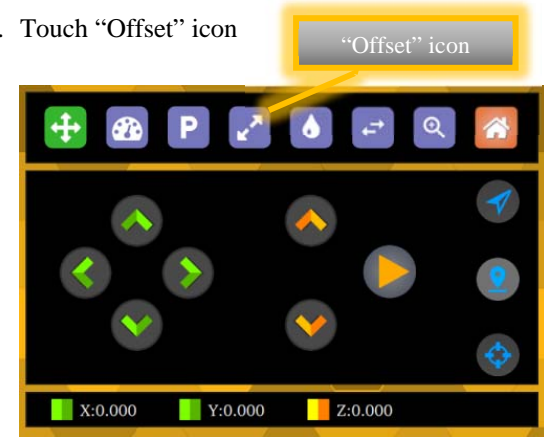 . Touch “Offset” icon
“Offset” icon
P
X:0.000 Y:0.000 Z:0.000